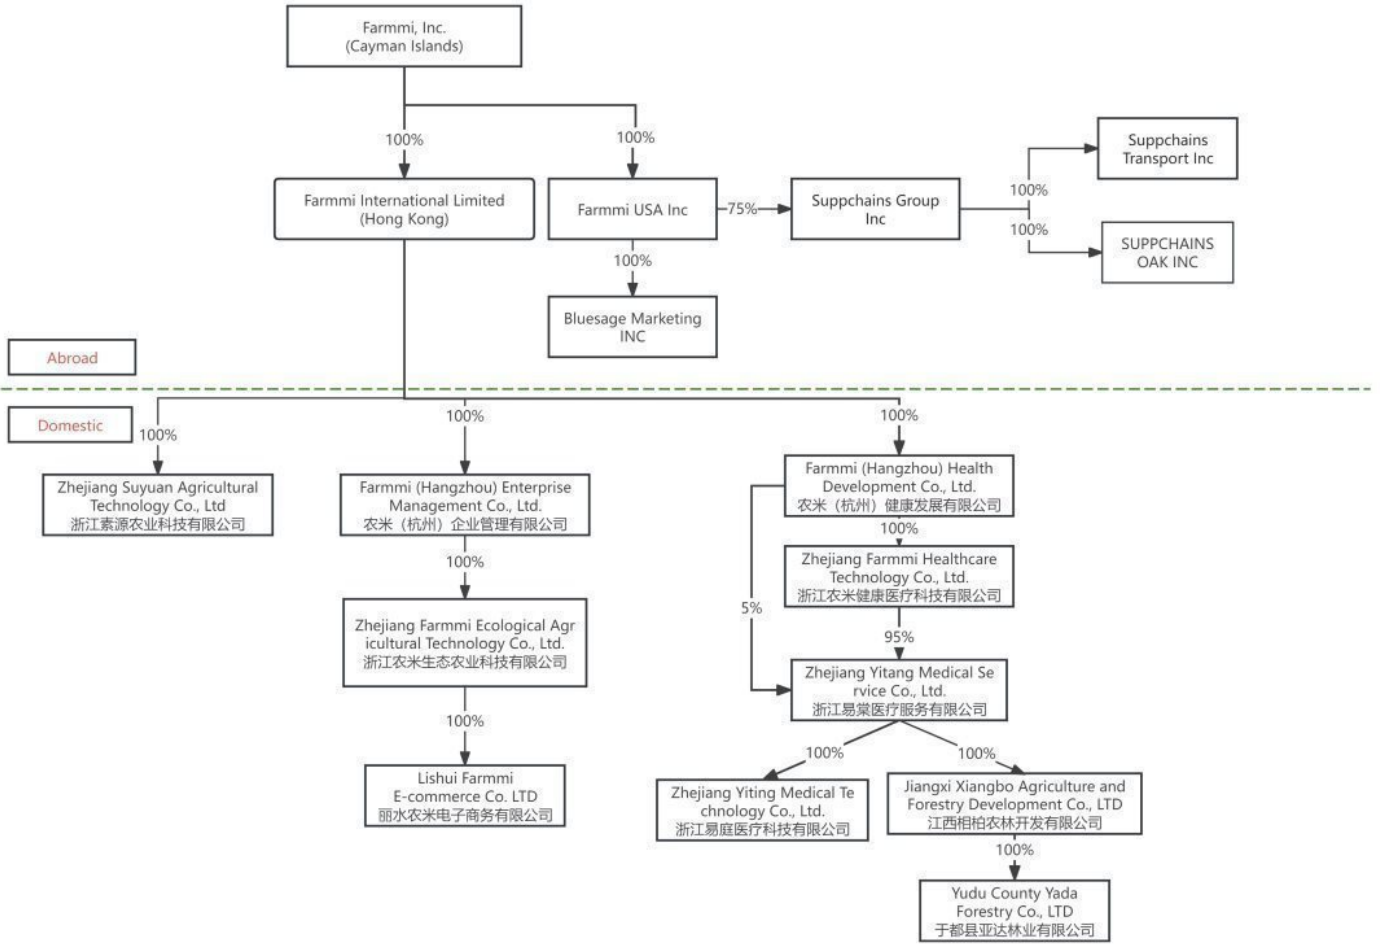 Farmmi, Inc.
(Cayman Islands)
100%
100%
Farmmi International Limited
(Hong Kong)
Farmmi USA Inc
75%
Suppchains Group
Inc
100%
100%
Suppchains
Transport Inc
SUPPCHAINS
OAK INC
100%
Bluesage Marketing
INC
Abroad
Domestic
100%
100%
100%
Zhejiang Suyuan Agricultural
Technology Co., Ltd
浙江素源农业科技有限公司
Farmmi (Hangzhou) Enterprise
Management Co., Ltd.
农米（杭州）企业管理有限公司
Farmmi (Hangzhou) Health
Development Co., Ltd.
农米（杭州）健康发展有限公司
100%
100%
Zhejiang Farmmi Ecological Agr
icultural Technology Co., Ltd.
浙江农米生态农业科技有限公司
Zhejiang Farmmi Healthcare
Technology Co., Ltd.
浙江农米健康医疗科技有限公司
5%
95%
Zhejiang Yitang Medical Se
rvice Co., Ltd.
浙江易棠医疗服务有限公司
100%
100%
100%
Lishui Farmmi
E-commerce Co. LTD
丽水农米电子商务有限公司
Zhejiang Yiting Medical Te
chnology Co., Ltd.
浙江易庭医疗科技有限公司
Jiangxi Xiangbo Agriculture and
Forestry Development Co., LTD
江西相柏农林开发有限公司
100%
Yudu County Yada
Forestry Co., LTD
于都县亚达林业有限公司